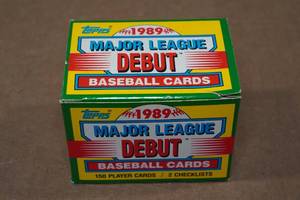 Topps 1989
MAJOR LEAGUE
DEBUT
BASEBALL CARDS
Topps 1989
MAJOR LEAGUE
DEBUT
BASEBALL CARDS
150 PLAYER CARDS / 2 CHECKLISTS